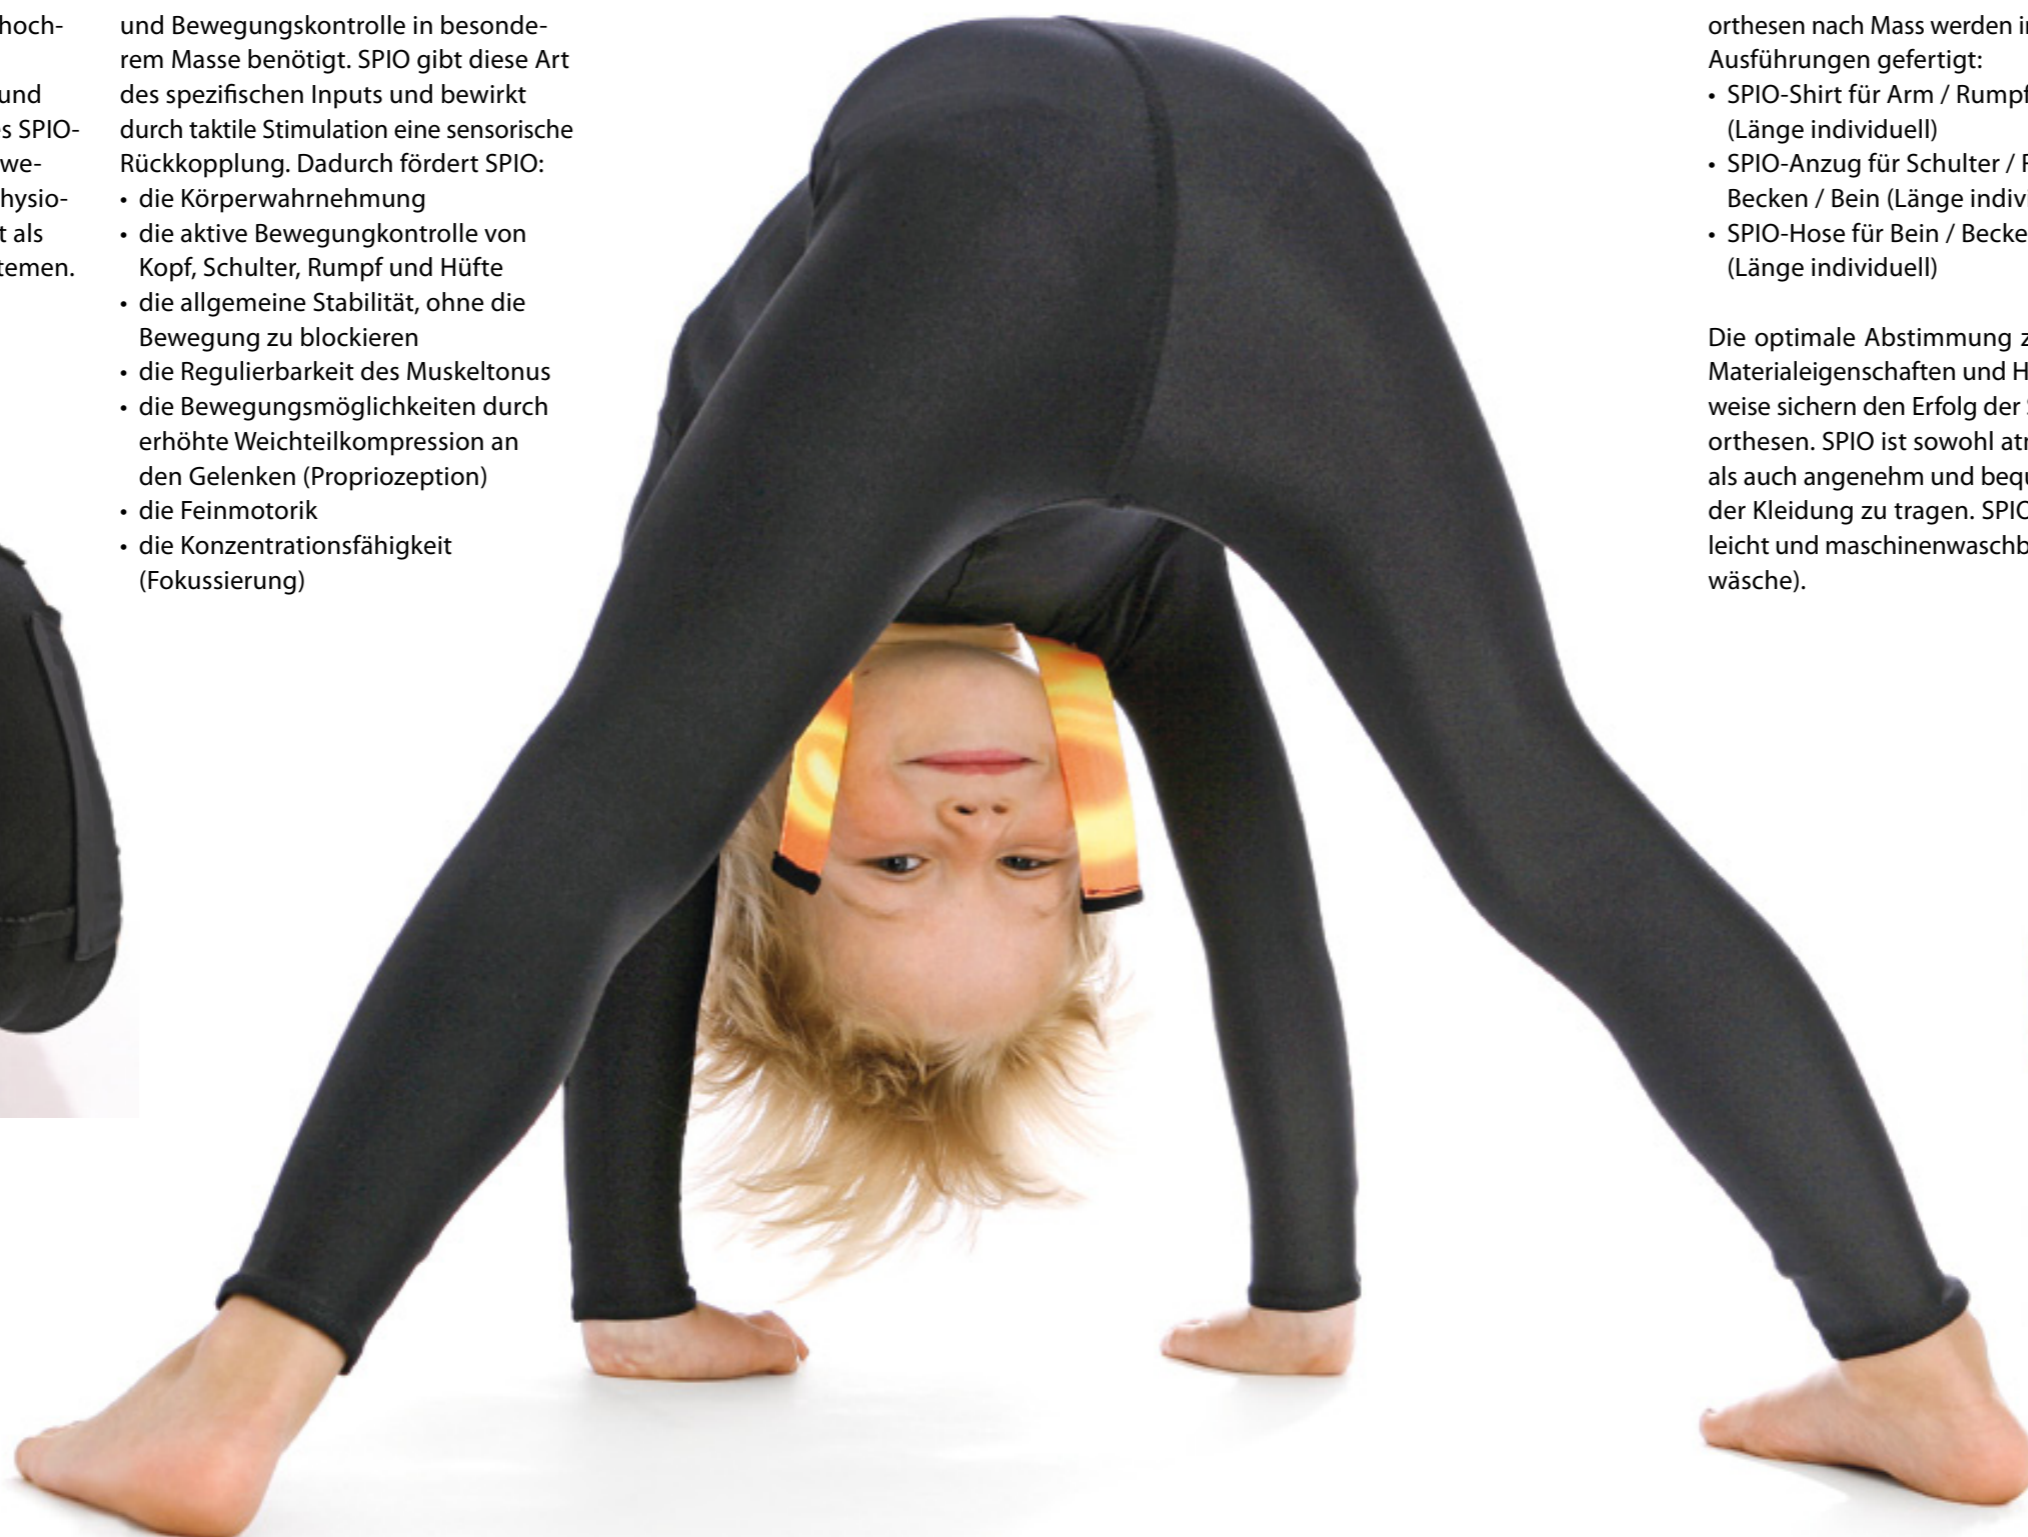 hoch-
und
SPIO-
we-
hysio-
t als
temen.
und Bewegungskontrolle in besonde-
rem Masse benötigt. SPIO gibt diese Art
des spezifischen Inputs und bewirkt
durch taktile Stimulation eine sensorische
Rückkopplung. Dadurch fördert SPIO:
• die Körperwahrnehmung
• die aktive Bewegungkontrolle von
Kopf, Schulter, Rumpf und Hüfte
• die allgemeine Stabilität, ohne die
Bewegung zu blockieren
• die Regulierbarkeit des Muskeltonus
• die Bewegungsmöglichkeiten durch
erhöhte Weichteilkompression an
den Gelenken (Propriozeption)
• die Feinmotorik
• die Konzentrationsfähigkeit
(Fokussierung)
orthesen nach Mass werden in
Ausführungen gefertigt:
• SPIO-Shirt für Arm / Rumpf
(Länge individuell)
• SPIO-Anzug für Schulter /
Becken / Bein (Länge indivi
• SPIO-Hose für Bein / Becke
(Länge individuell)
Die optimale Abstimmung z
Materialeigenschaften und H
weise sichern den Erfolg der
orthesen. SPIO ist sowohl at
als auch angenehm und bequ
der Kleidung zu tragen. SPIO
leicht und maschinenwaschb
wäsche).